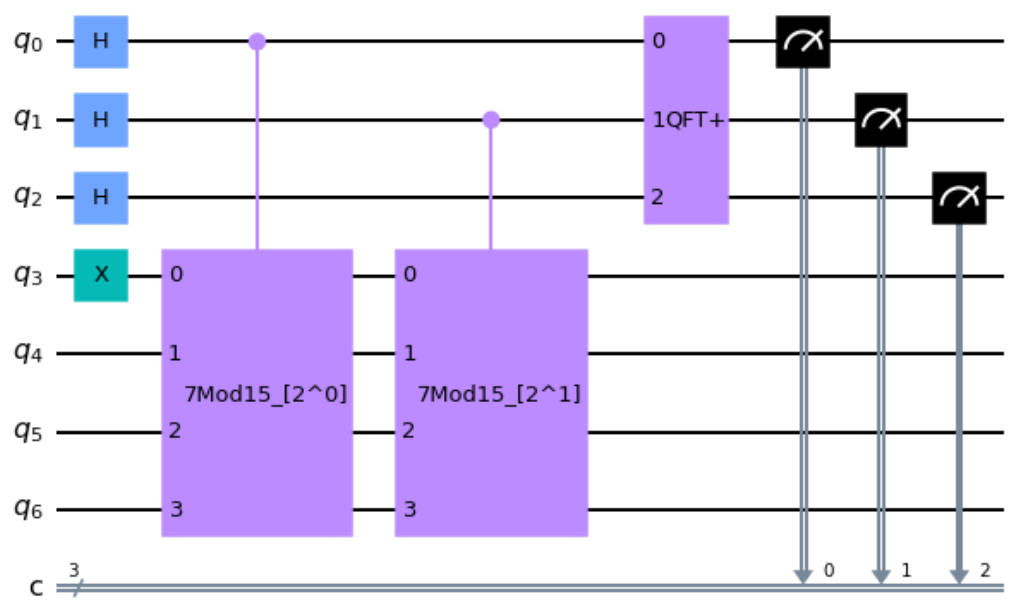 q0 H 0
q1 H 1QFT+
q2 H 2
q3 X 0 0
q4 1 1
7Mod15_[2^0] 7Mod15_[2^1]
q5 2 2
q6 3 3
3 0 1 2
c